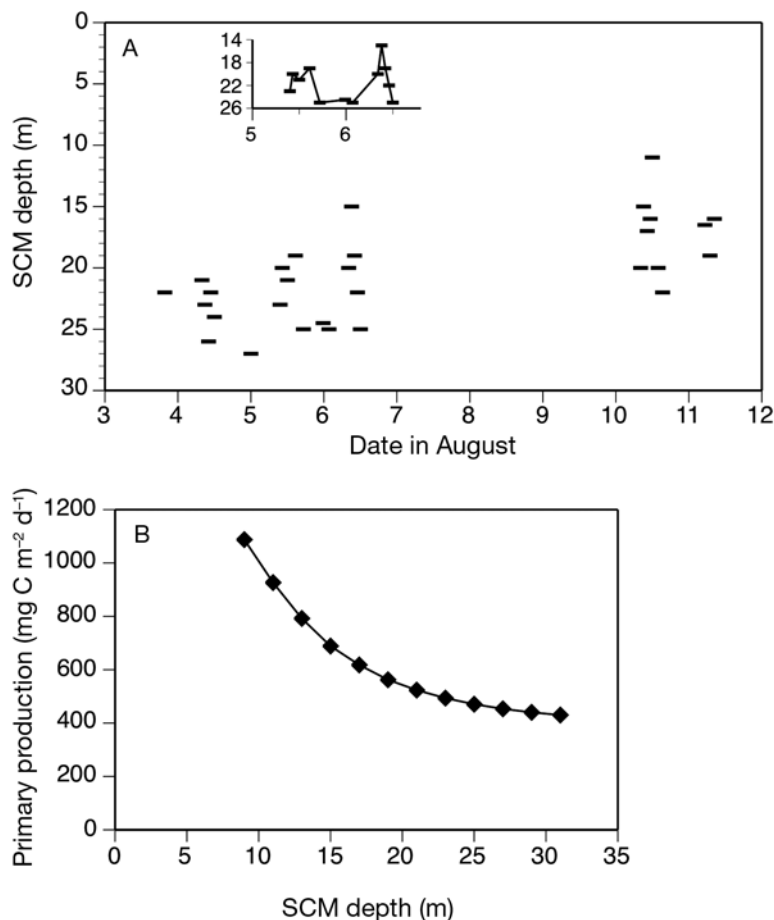 A
0
5
10
15
20
25
30
SCM depth (m)
14
18
22
26
5 6
3 4 5 6 7 8 9 10 11 12
Date in August
B
1200
1000
800
600
400
200
0
Primary production (mg C m⁻² d⁻¹)
0 5 10 15 20 25 30 35
SCM depth (m)